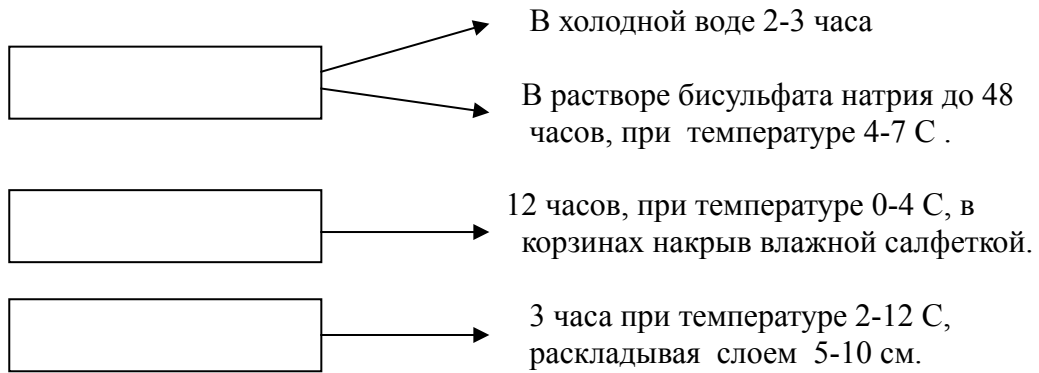 В холодной воде 2-3 часа
В растворе бисульфата натрия до 48
часов, при температуре 4-7 С .
12 часов, при температуре 0-4 С, в
корзинах накрыв влажной салфеткой.
3 часа при температуре 2-12 С,
раскладывая слоем 5-10 см.